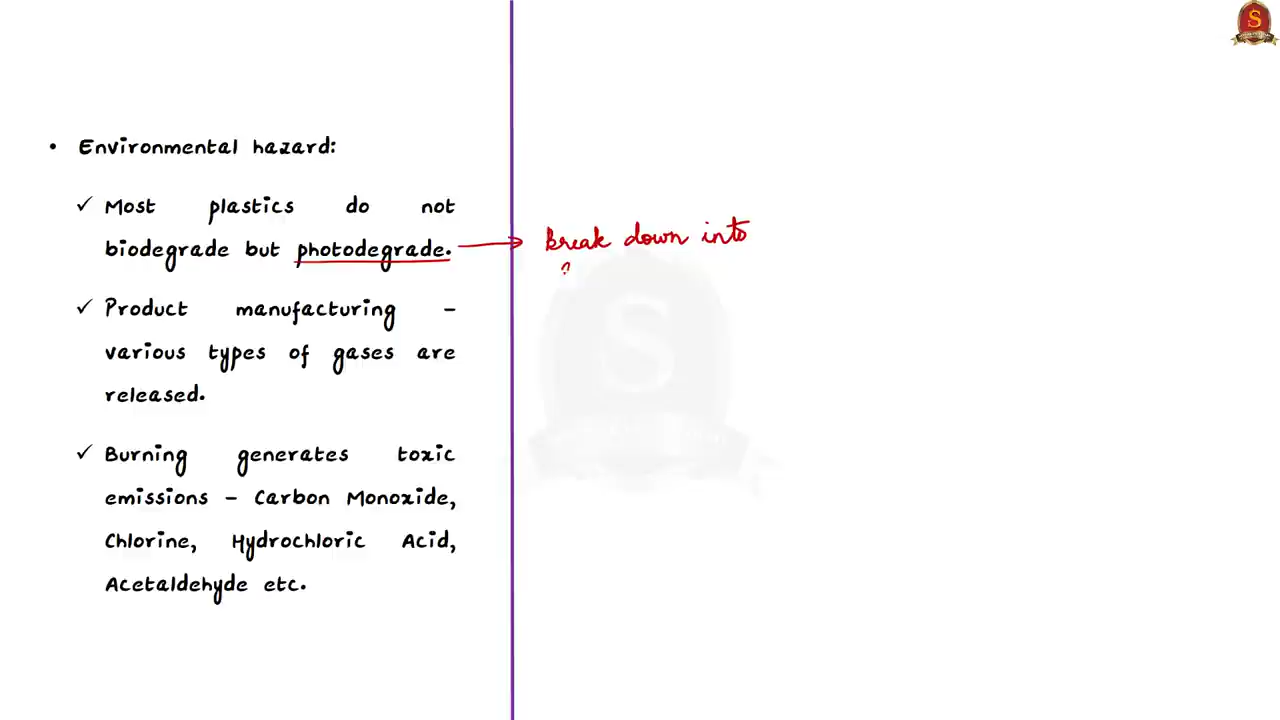 • Environmental hazard:
✓ Most plastics do not
biodegrade but photodegrade.
break down into
✓ Product manufacturing -
various types of gases are
released.
✓ Burning generates toxic
emissions - Carbon Monoxide,
Chlorine, Hydrochloric Acid,
Acetaldehyde etc.
S
S